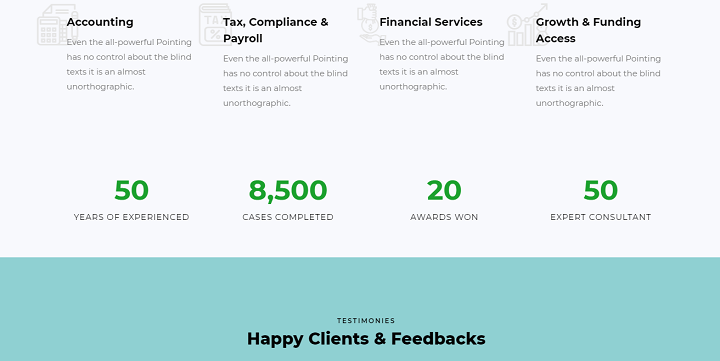 Accounting
Even the all-powerful Pointing
has no control about the blind
texts it is an almost
unorthographic.
Tax, Compliance &
Payroll
Even the all-powerful Pointing
has no control about the blind
texts it is an almost
unorthographic.
Financial Services
Even the all-powerful Pointing
has no control about the blind
texts it is an almost
unorthographic.
Growth & Funding
Access
Even the all-powerful Pointing
has no control about the blind
texts it is an almost
unorthographic.
50
YEARS OF EXPERIENCED
8,500
CASES COMPLETED
20
AWARDS WON
50
EXPERT CONSULTANT
TESTIMONIES
Happy Clients & Feedbacks